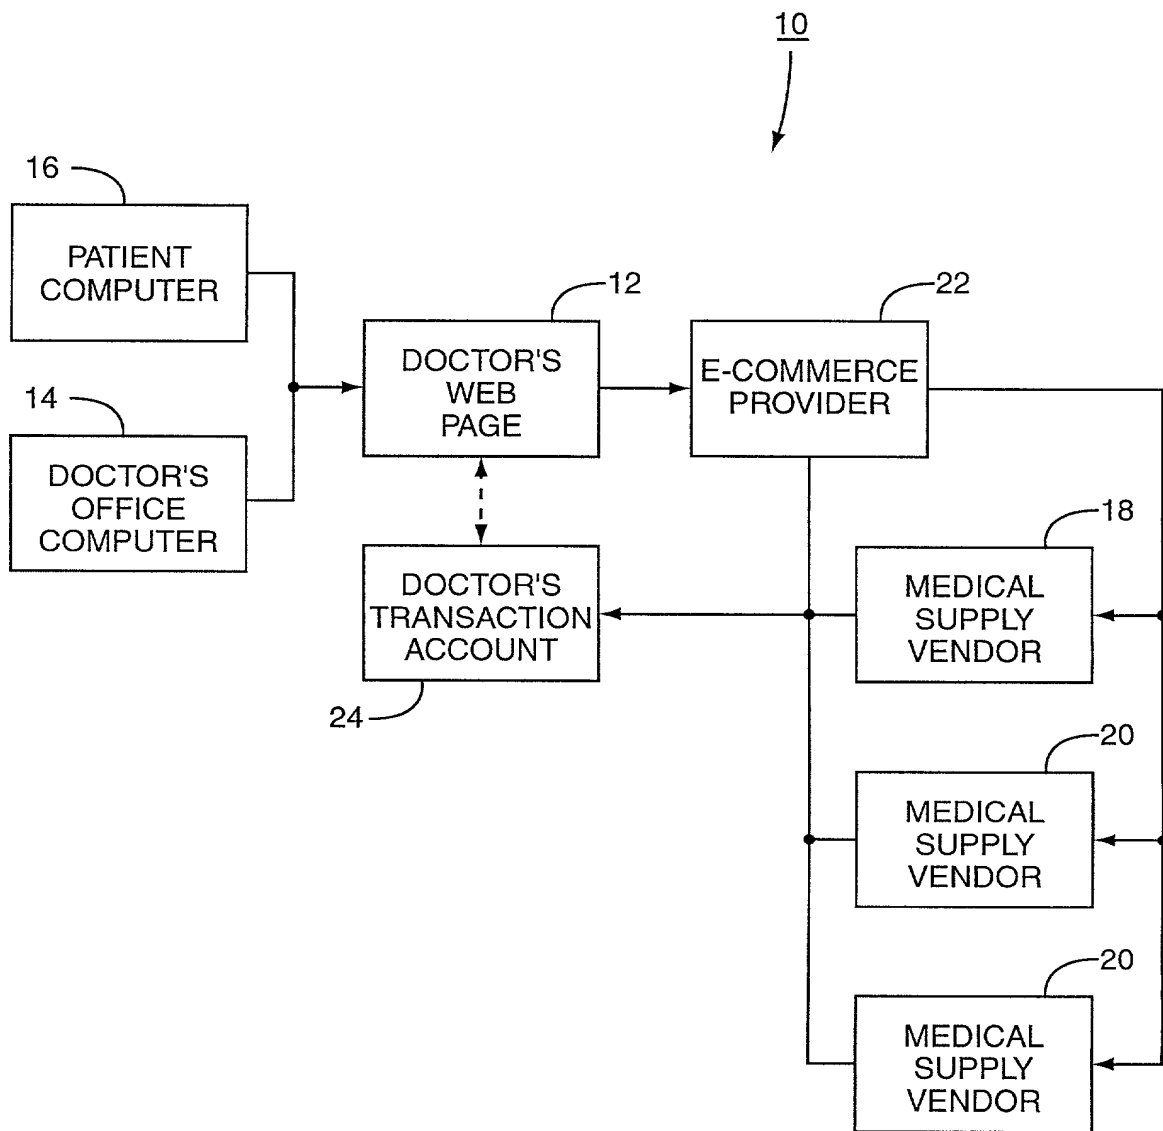 10
16
PATIENT
COMPUTER
12
22
DOCTOR'S
WEB
PAGE
E-COMMERCE
PROVIDER
14
DOCTOR'S
OFFICE
COMPUTER
18
DOCTOR'S
TRANSACTION
ACCOUNT
MEDICAL
SUPPLY
VENDOR
24
20
MEDICAL
SUPPLY
VENDOR
20
MEDICAL
SUPPLY
VENDOR